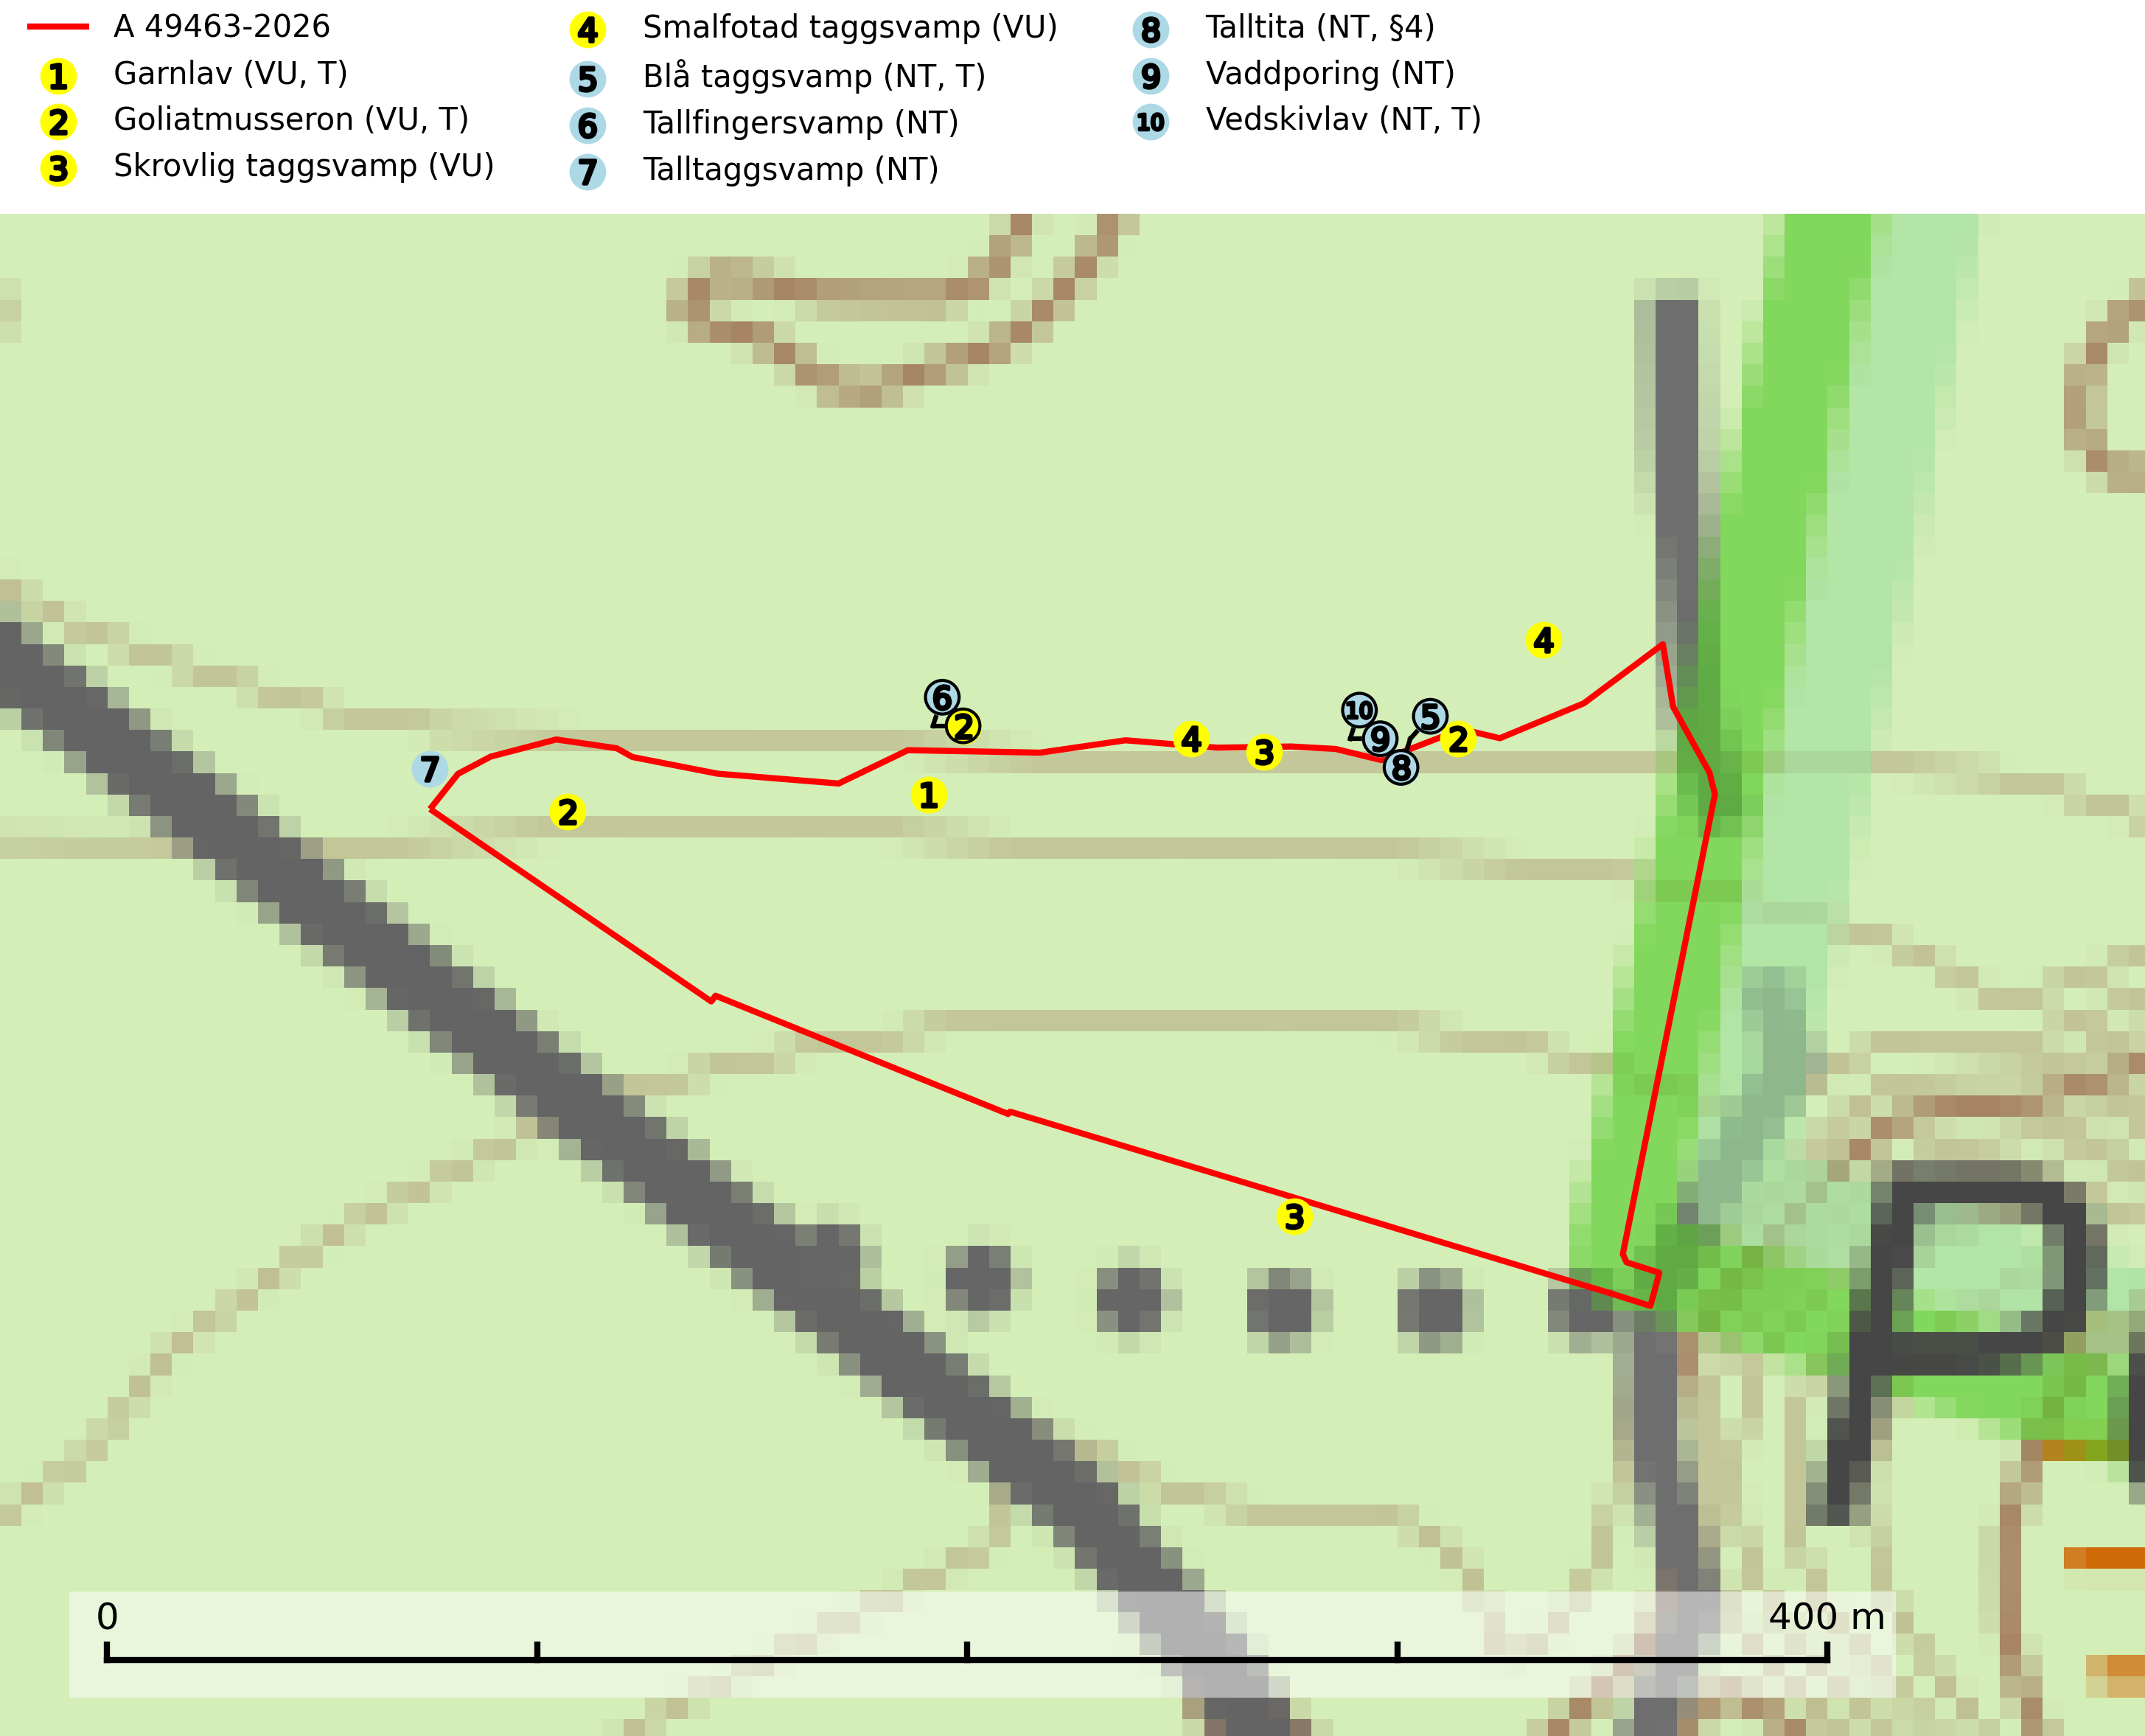 A 49463-2026
1 Garnlav (VU, T)
2 Goliatmusseron (VU, T)
3 Skrovlig taggsvamp (VU)
4 Smalfotad taggsvamp (VU)
5 Blå taggsvamp (NT, T)
6 Tallfingersvamp (NT)
7 Talltaggsvamp (NT)
8 Talltita (NT, §4)
9 Vaddporing (NT)
10 Vedskivlav (NT, T)
4
6
2
10
5
4
3
9
2
7
8
1
2
3
P
0
400 m